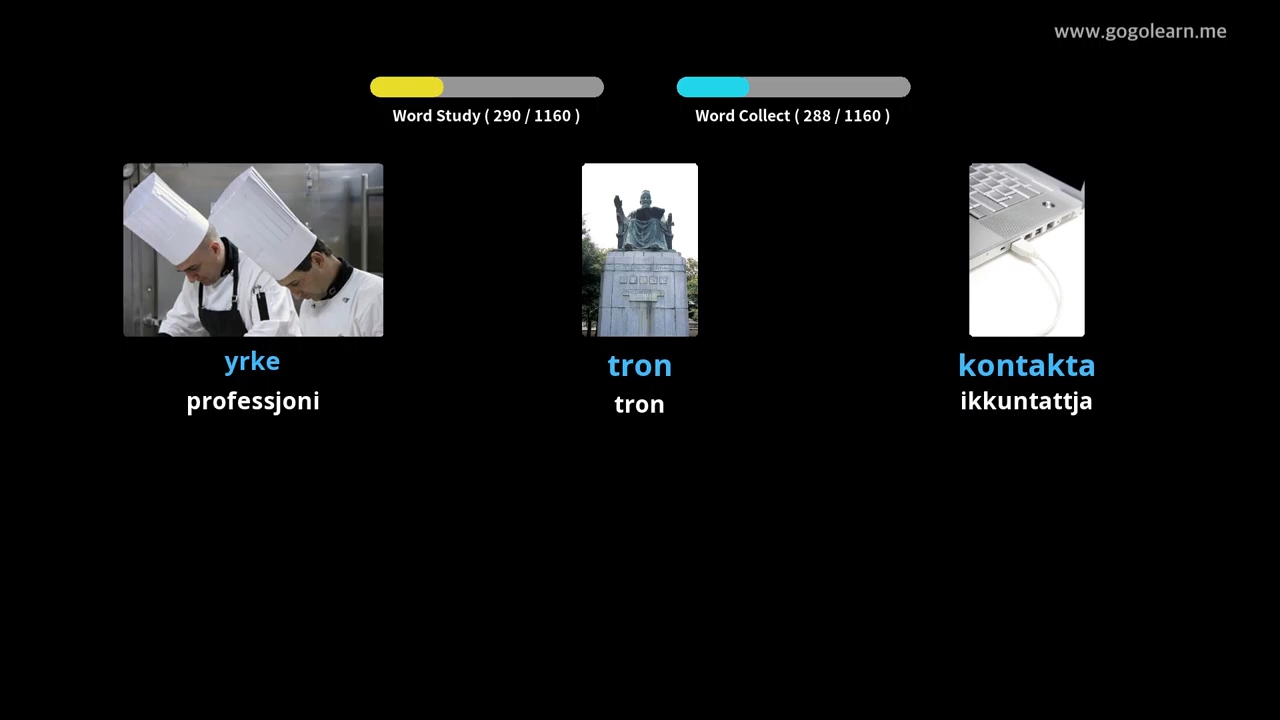 www.gogolearn.me
Word Study ( 290 / 1160 )
Word Collect ( 288 / 1160 )
yrke
tron
kontakta
professjoni
tron
ikkuntattja